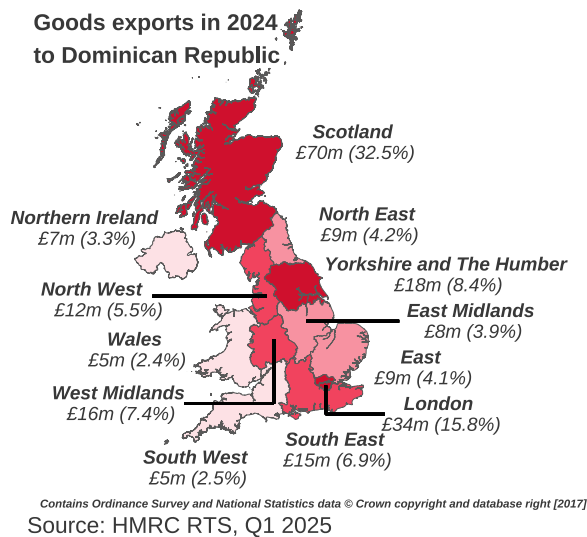 Goods exports in 2024
to Dominican Republic
Scotland
£70m (32.5%)
Northern Ireland
£7m (3.3%)
North East
£9m (4.2%)
Yorkshire and The Humber
£18m (8.4%)
North West
£12m (5.5%)
East Midlands
£8m (3.9%)
Wales
£5m (2.4%)
East
£9m (4.1%)
West Midlands
£16m (7.4%)
London
£34m (15.8%)
South East
£15m (6.9%)
South West
£5m (2.5%)
Contains Ordinance Survey and National Statistics data © Crown copyright and database right [2017]
Source: HMRC RTS, Q1 2025